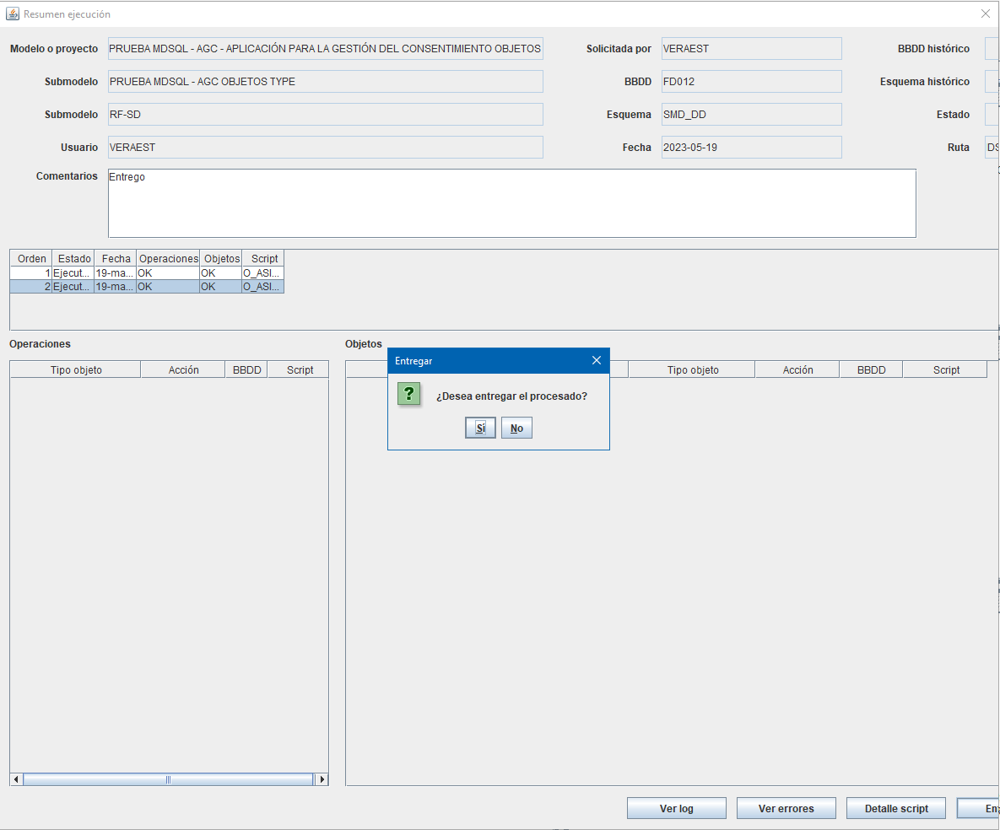 Resumen ejecución
Modelo o proyecto PRUEBA MDSQL - AGC - APLICACIÓN PARA LA GESTIÓN DEL CONSENTIMIENTO OBJETOS Solicitada por VERAEST BBDD histórico
Submodelo PRUEBA MDSQL - AGC OBJETOS TYPE BBDD FD012 Esquema histórico
Submodelo RF-SD Esquema SMD_DD Estado
Usuario VERAEST Fecha 2023-05-19 Ruta DS
Comentarios Entrego
Orden Estado Fecha Operaciones Objetos Script
1 Ejecut... 19-ma... OK OK O_ASI...
2 Ejecut... 19-ma... OK OK O_ASI...
Operaciones Objetos
Tipo objeto Acción BBDD Script Tipo objeto Acción BBDD Script
Entregar
? ¿Desea entregar el procesado?
Sí No
Ver log Ver errores Detalle script